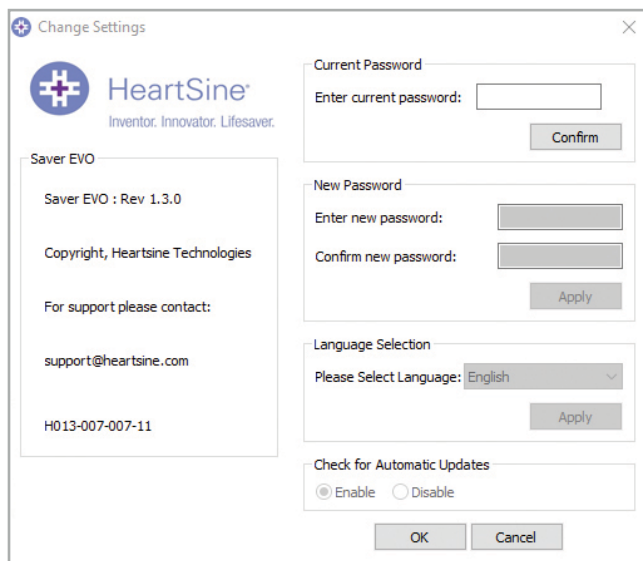 Change Settings
HeartSine®
Inventor. Innovator. Lifesaver.
Saver EVO
Saver EVO : Rev 1.3.0
Copyright, Heartsine Technologies
For support please contact:
support@heartsine.com
H013-007-007-11
Current Password
Enter current password:
Confirm
New Password
Enter new password:
Confirm new password:
Apply
Language Selection
Please Select Language: English
Apply
Check for Automatic Updates
Enable Disable
OK Cancel